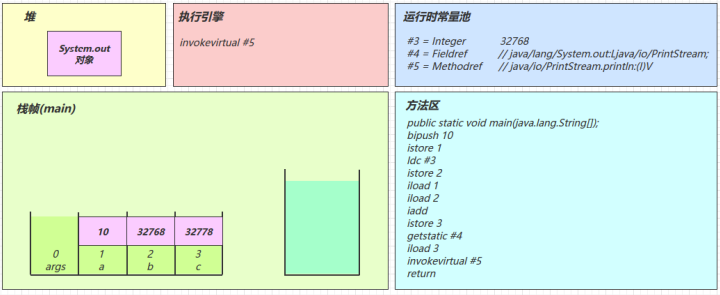 堆
System.out
对象
执行引擎
invokevirtual #5
运行时常量池
#3 = Integer 32768
#4 = Fieldref // java/lang/System.out:Ljava/io/PrintStream;
#5 = Methodref // java/io/PrintStream.println:(I)V
栈帧(main)
10 32768 32778
0 1 2 3
args a b c
方法区
public static void main(java.lang.String[]);
bipush 10
istore 1
ldc #3
istore 2
iload 1
iload 2
iadd
istore 3
getstatic #4
iload 3
invokevirtual #5
return